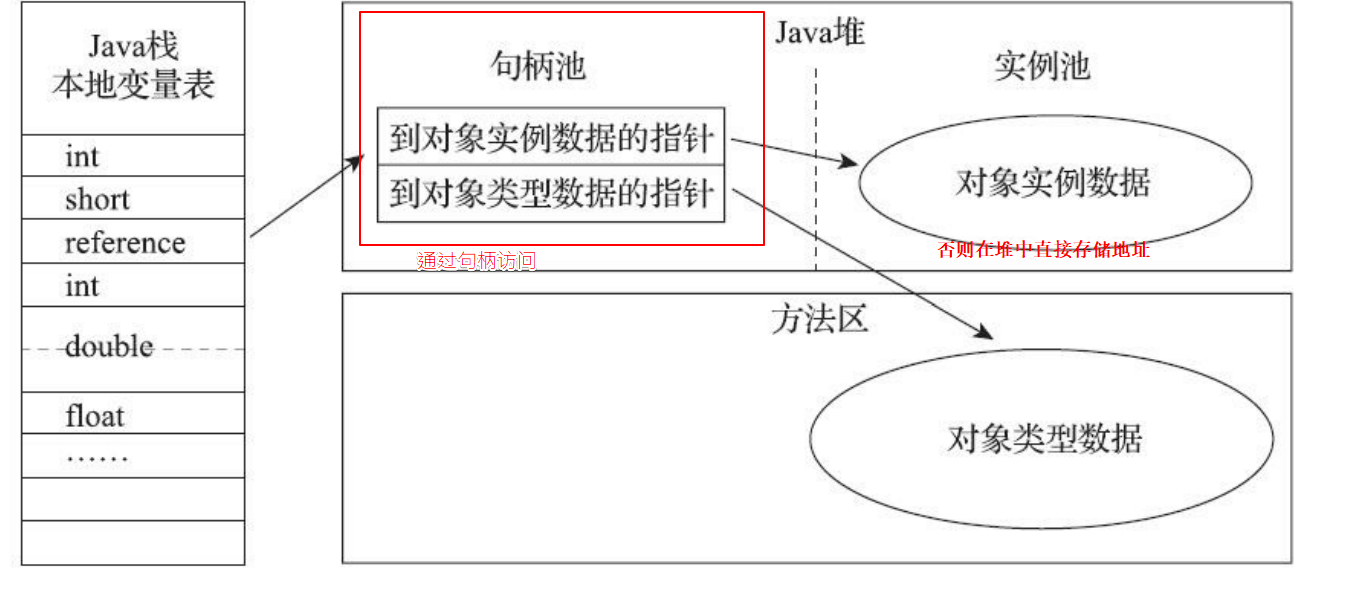 Java栈
本地变量表
int
short
reference
int
double
float
……
Java堆
句柄池
实例池
到对象实例数据的指针
到对象类型数据的指针
对象实例数据
通过句柄访问
否则在堆中直接存储地址
方法区
对象类型数据